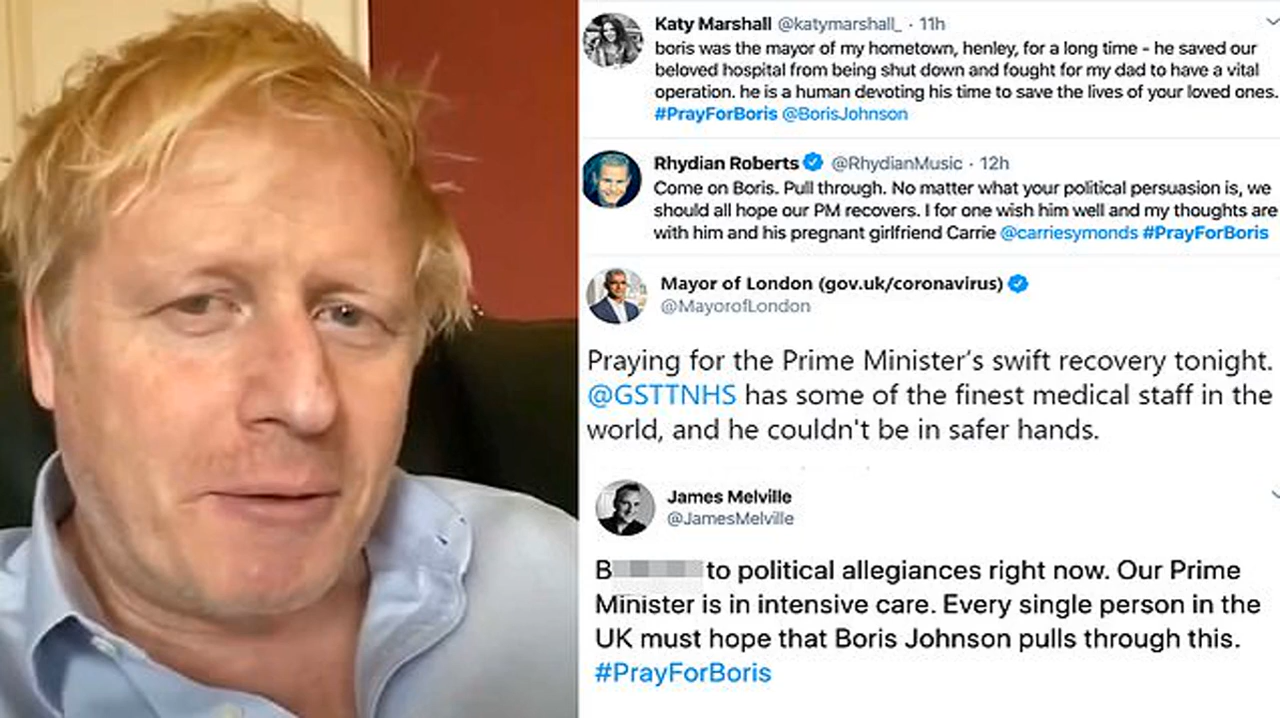 Katy Marshall @katymarshall_ · 11h
boris was the mayor of my hometown, henley, for a long time - he saved our
beloved hospital from being shut down and fought for my dad to have a vital
operation. he is a human devoting his time to save the lives of your loved ones.
#PrayForBoris @BorisJohnson
Rhydian Roberts @RhydianMusic · 12h
Come on Boris. Pull through. No matter what your political persuasion is, we
should all hope our PM recovers. I for one wish him well and my thoughts are
with him and his pregnant girlfriend Carrie @carriesymonds #PrayForBoris
Mayor of London (gov.uk/coronavirus)
@MayorofLondon
Praying for the Prime Minister's swift recovery tonight.
@GSTTNHS has some of the finest medical staff in the
world, and he couldn't be in safer hands.
James Melville
@JamesMelville
B to political allegiances right now. Our Prime
Minister is in intensive care. Every single person in the
UK must hope that Boris Johnson pulls through this.
#PrayForBoris